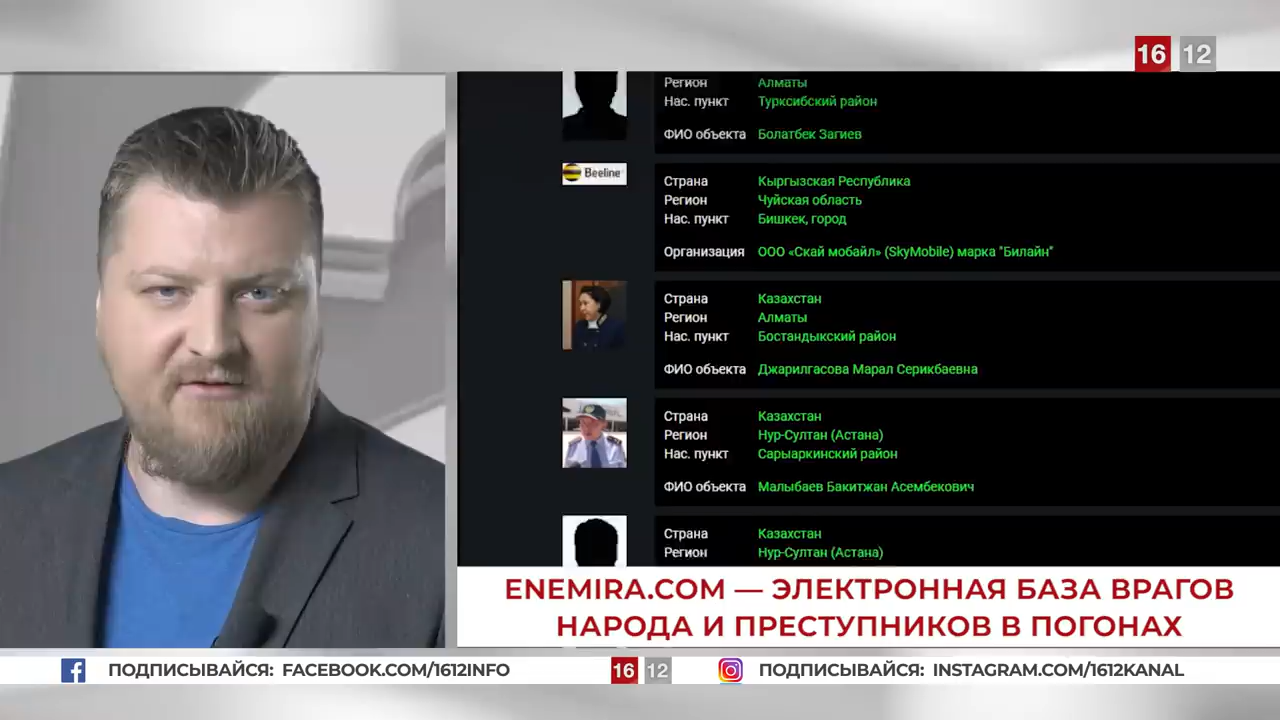 16 12
Регион Алматы
Нас. пункт Турксибский район
ФИО объекта Болатбек Загиев
Beeline
Страна Кыргызская Республика
Регион Чуйская область
Нас. пункт Бишкек, город
Организация ООО «Скай мобайл» (SkyMobile) марка "Билайн"
Страна Казахстан
Регион Алматы
Нас. пункт Бостандыкский район
ФИО объекта Джарилгасова Марал Серикбаевна
Страна Казахстан
Регион Нур-Султан (Астана)
Нас. пункт Сарыаркинский район
ФИО объекта Малыбаев Бакитжан Асембекович
Страна Казахстан
Регион Нур-Султан (Астана)
ENEMIRA.COM — ЭЛЕКТРОННАЯ БАЗА ВРАГОВ
НАРОДА И ПРЕСТУПНИКОВ В ПОГОНАХ
ПОДПИСЫВАЙСЯ: FACEBOOK.COM/1612INFO 16 12 ПОДПИСЫВАЙСЯ: INSTAGRAM.COM/1612KANAL